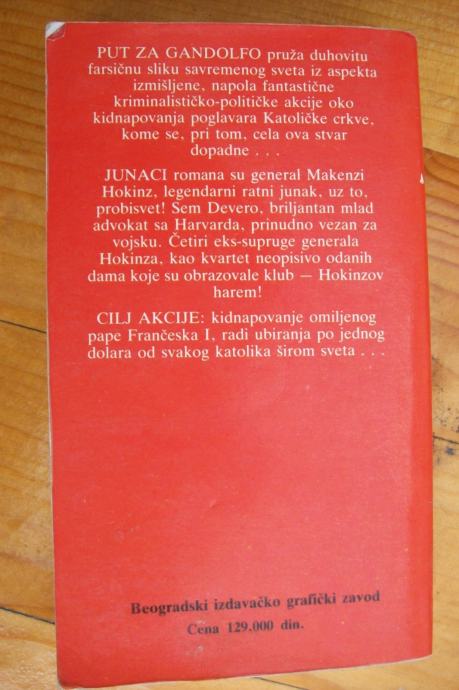 PUT ZA GANDOLFO pruža duhovitu
farsičnu sliku savremenog sveta iz aspekta
izmišljene, napola fantastične
kriminalističko-političke akcije oko
kidnapovanja poglavara Katoličke crkve,
kome se, pri tom, cela ova stvar
dopadne . . .
JUNACI romana su general Makenzi
Hokinz, legendarni ratni junak, uz to,
probisvet! Sem Devero, briljantan mlad
advokat sa Harvarda, prinudno vezan za
vojsku. Četiri eks-supruge generala
Hokinza, kao kvartet neopisivo odanih
dama koje su obrazovale klub — Hokinzov
harem!
CILJ AKCIJE: kidnapovanje omiljenog
pape Frančeska I, radi ubiranja po jednog
dolara od svakog katolika širom sveta . . .
Beogradski izdavačko grafički zavod
Cena 129.000 din.